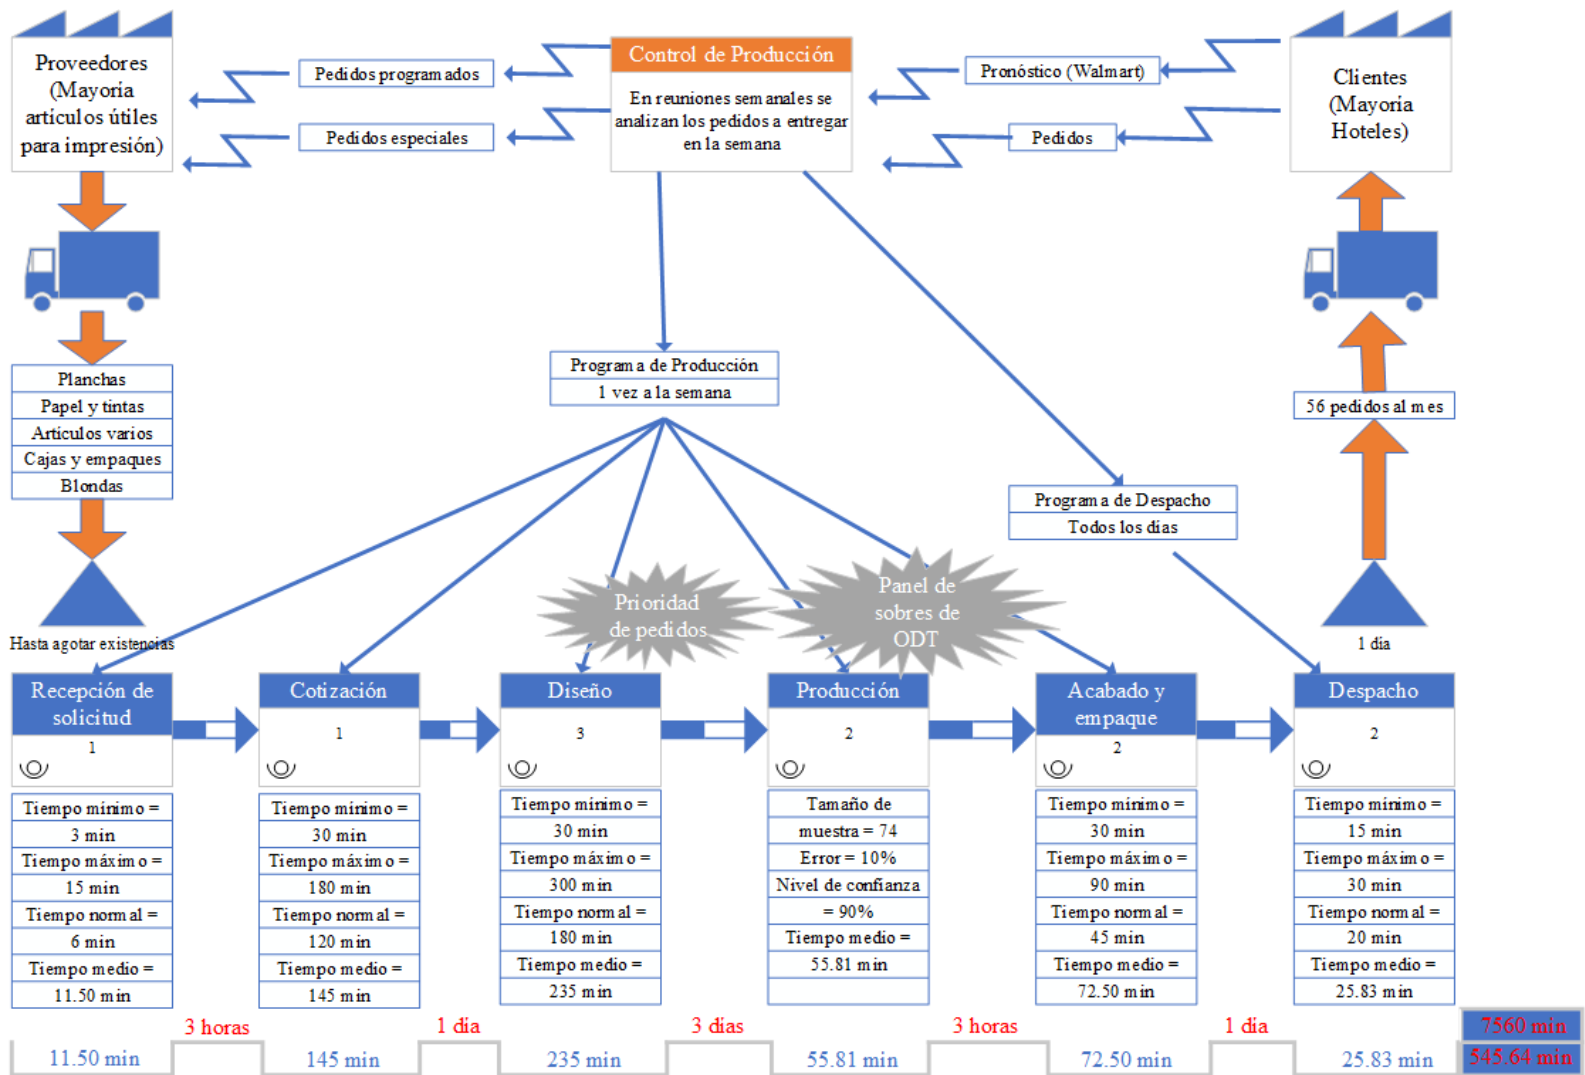 Proveedores
(Mayoría
artículos útiles
para impresión)
Pedidos programados
Pedidos especiales
Control de Producción
En reuniones semanales se
analizan los pedidos a entregar
en la semana
Pronóstico (Walmart)
Pedidos
Clientes
(Mayoria
Hoteles)
Planchas
Papel y tintas
Artículos varios
Cajas y empaques
Blondas
Hasta agotar existencias
Programa de Producción
1 vez a la semana
Programa de Despacho
Todos los días
56 pedidos al mes
1 día
Prioridad
de pedidos
Panel de
sobres de
ODT
Recepción de
solicitud
1
Tiempo mínimo =
3 min
Tiempo máximo =
15 min
Tiempo normal =
6 min
Tiempo medio =
11.50 min
Cotización
1
Tiempo mínimo =
30 min
Tiempo máximo =
180 min
Tiempo normal =
120 min
Tiempo medio =
145 min
Diseño
3
Tiempo mínimo =
30 min
Tiempo máximo =
300 min
Tiempo normal =
180 min
Tiempo medio =
235 min
Producción
2
Tamaño de
muestra = 74
Error = 10%
Nivel de confianza
= 90%
Tiempo medio =
55.81 min
Acabado y
empaque
2
Tiempo mínimo =
30 min
Tiempo máximo =
90 min
Tiempo normal =
45 min
Tiempo medio =
72.50 min
Despacho
2
Tiempo mínimo =
15 min
Tiempo máximo =
30 min
Tiempo normal =
20 min
Tiempo medio =
25.83 min
3 horas
1 día
3 días
3 horas
1 día
7560 min
11.50 min
145 min
235 min
55.81 min
72.50 min
25.83 min
545.64 min